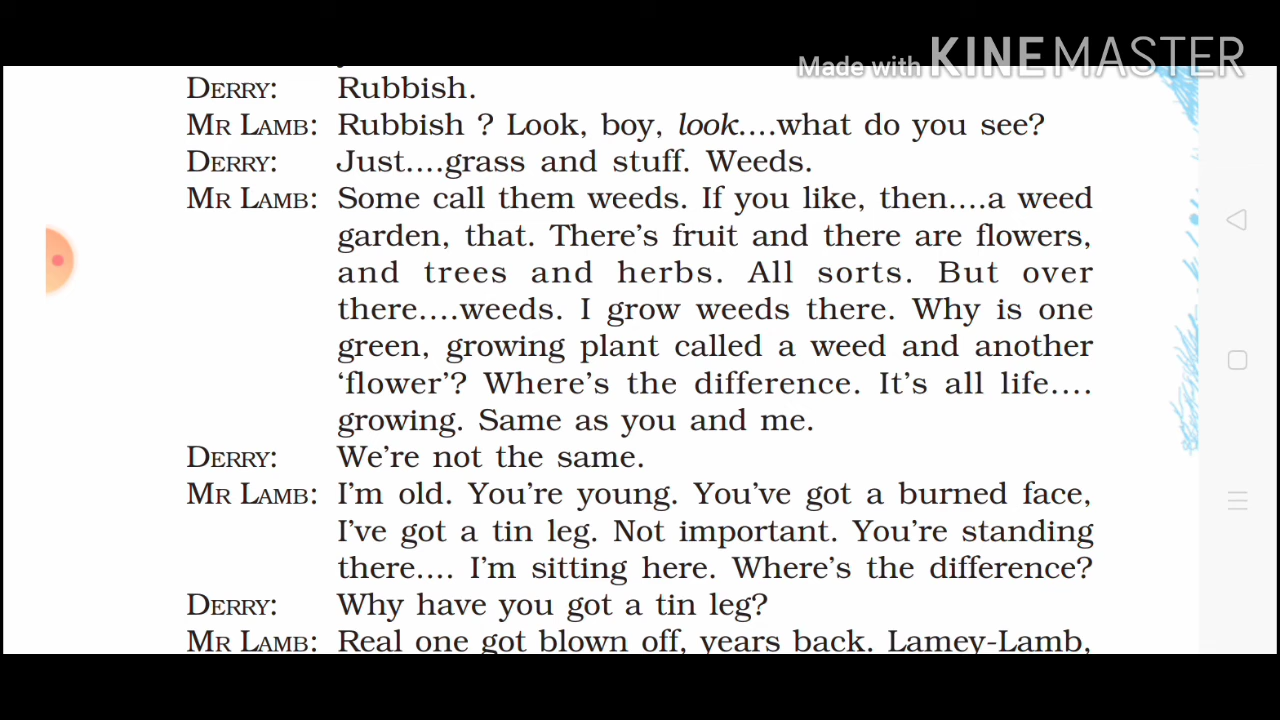 Made with KINEMASTER
DERRY: Rubbish.
MR LAMB: Rubbish ? Look, boy, look....what do you see?
DERRY: Just....grass and stuff. Weeds.
MR LAMB: Some call them weeds. If you like, then....a weed
garden, that. There's fruit and there are flowers,
and trees and herbs. All sorts. But over
there....weeds. I grow weeds there. Why is one
green, growing plant called a weed and another
‘flower’? Where's the difference. It's all life....
growing. Same as you and me.
DERRY: We're not the same.
MR LAMB: I'm old. You're young. You've got a burned face,
I've got a tin leg. Not important. You're standing
there.... I'm sitting here. Where's the difference?
DERRY: Why have you got a tin leg?
MR LAMB: Real one got blown off, years back. Lamey-Lamb,